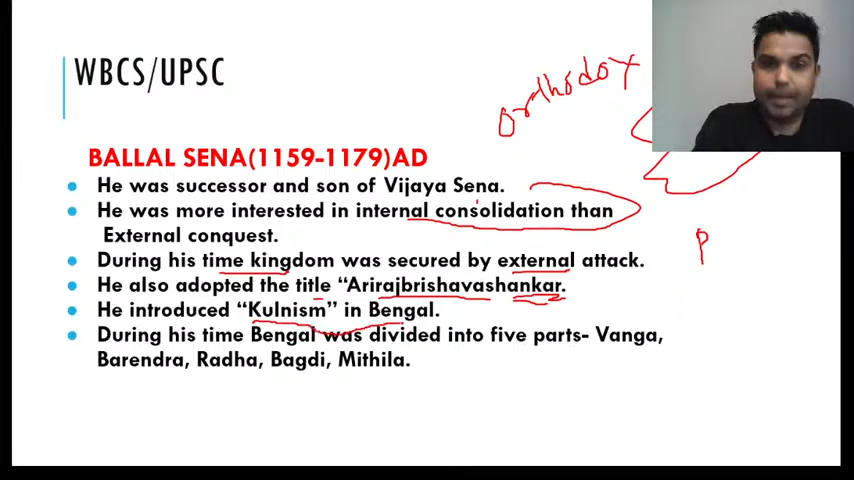 WBCS/UPSC
Orthodox
BALLAL SENA(1159-1179)AD
He was successor and son of Vijaya Sena.
He was more interested in internal consolidation than
External conquest.
P
During his time kingdom was secured by external attack.
He also adopted the title “Arirajbrishavashankar.
He introduced “Kulnism” in Bengal.
During his time Bengal was divided into five parts- Vanga,
Barendra, Radha, Bagdi, Mithila.